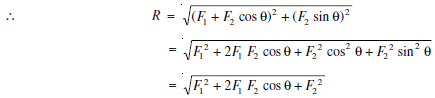 ∴ R = √(F₁ + F₂ cos θ)² + (F₂ sin θ)²
= √F₁² + 2F₁ F₂ cos θ + F₂² cos² θ + F₂² sin² θ
= √F₁² + 2F₁ F₂ cos θ + F₂²